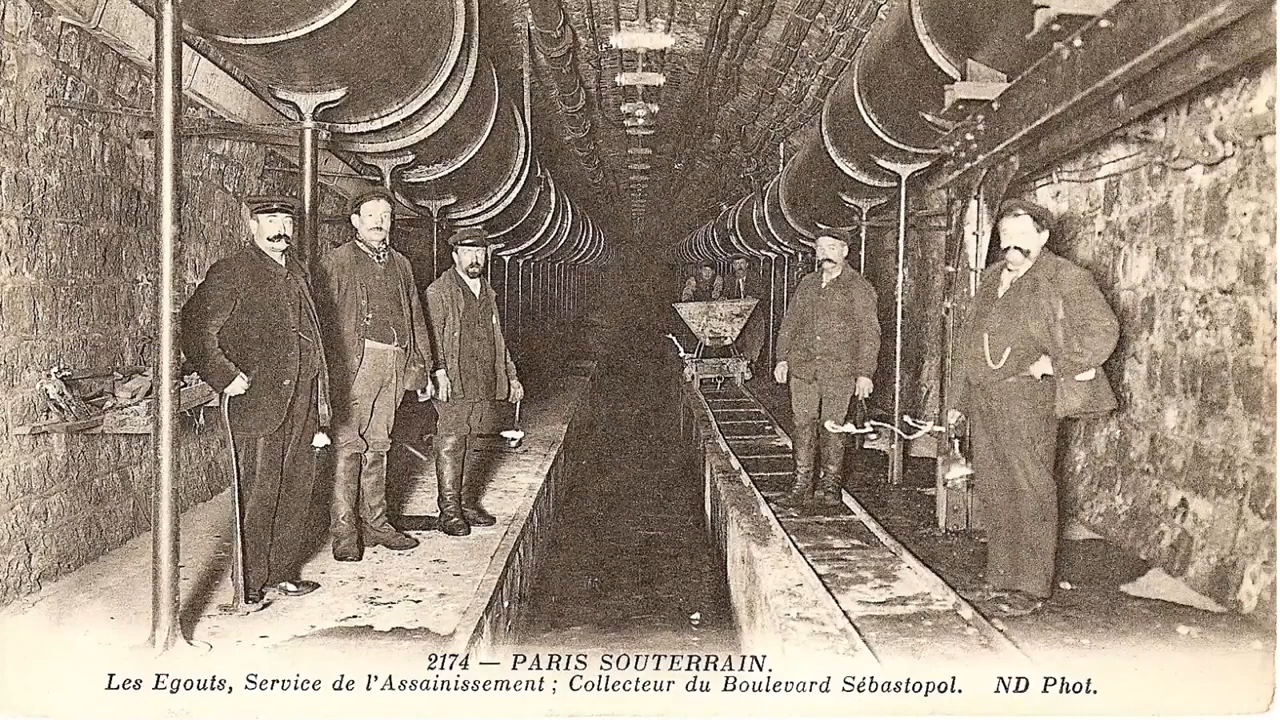 2174 — PARIS SOUTERRAIN.
Les Egouts, Service de l'Assainissement ; Collecteur du Boulevard Sébastopol. ND Phot.